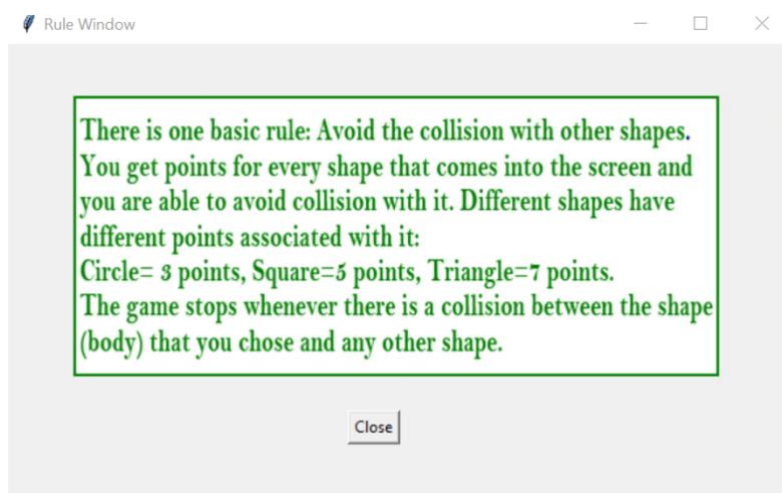 Rule Window
There is one basic rule: Avoid the collision with other shapes.
You get points for every shape that comes into the screen and
you are able to avoid collision with it. Different shapes have
different points associated with it:
Circle= 3 points, Square=5 points, Triangle=7 points.
The game stops whenever there is a collision between the shape
(body) that you chose and any other shape.
Close